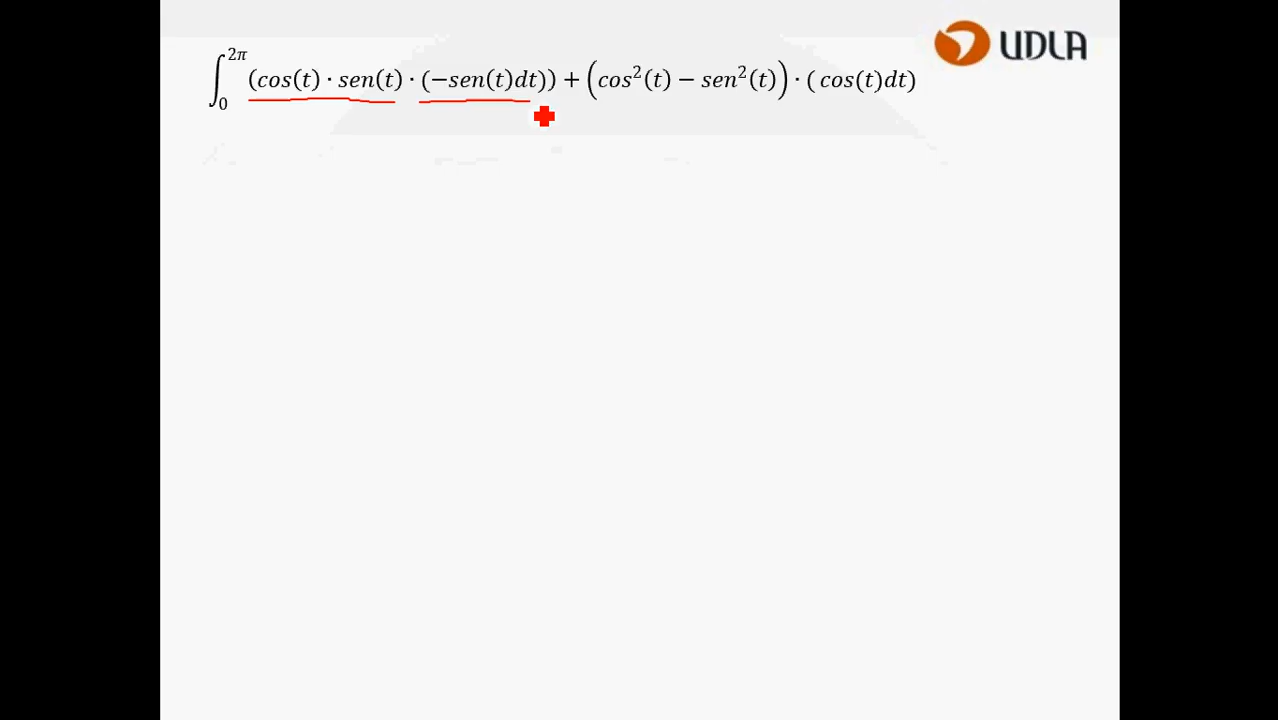 ∫₀²π (cos(t) · sen(t) · (−sen(t)dt)) + (cos²(t) − sen²(t)) · ( cos(t)dt)
UDLA